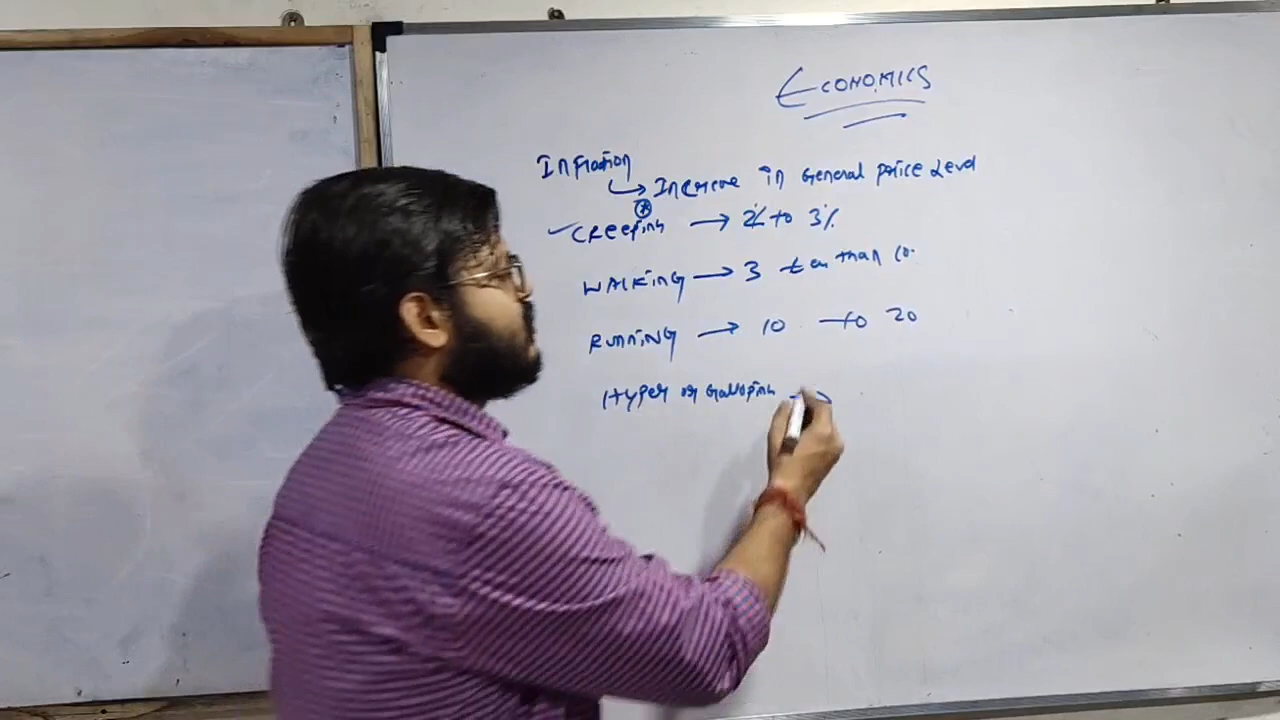 ECONOMICS
Inflation
↳ Increase in General price Level
✓ CReeping → 2% to 3%
WALKiNG → 3 less than 10
RunniNG → 10 to 20
Hyper or Galloping →